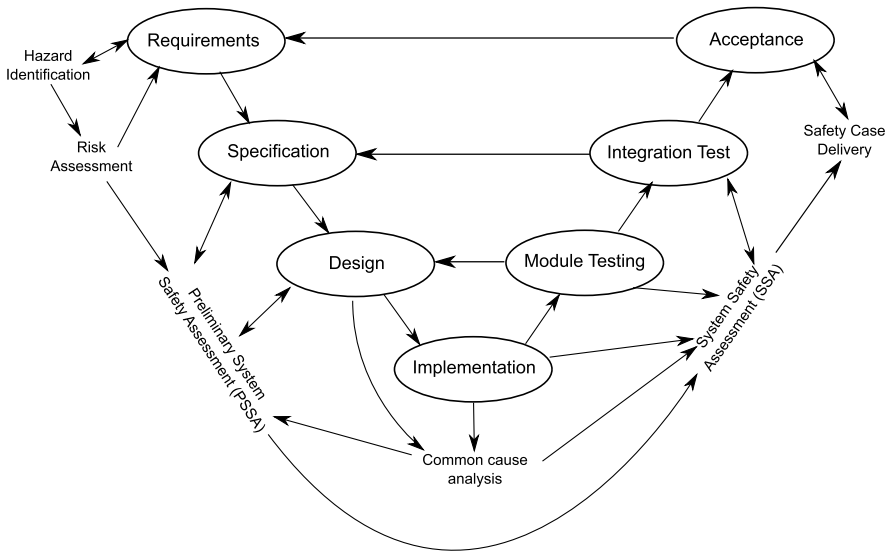 Requirements
Acceptance
Hazard
Identification
Risk
Assessment
Specification
Integration Test
Safety Case
Delivery
Design
Module Testing
Preliminary System
Safety Assessment (PSSA)
System Safety
Assessment (SSA)
Implementation
Common cause
analysis